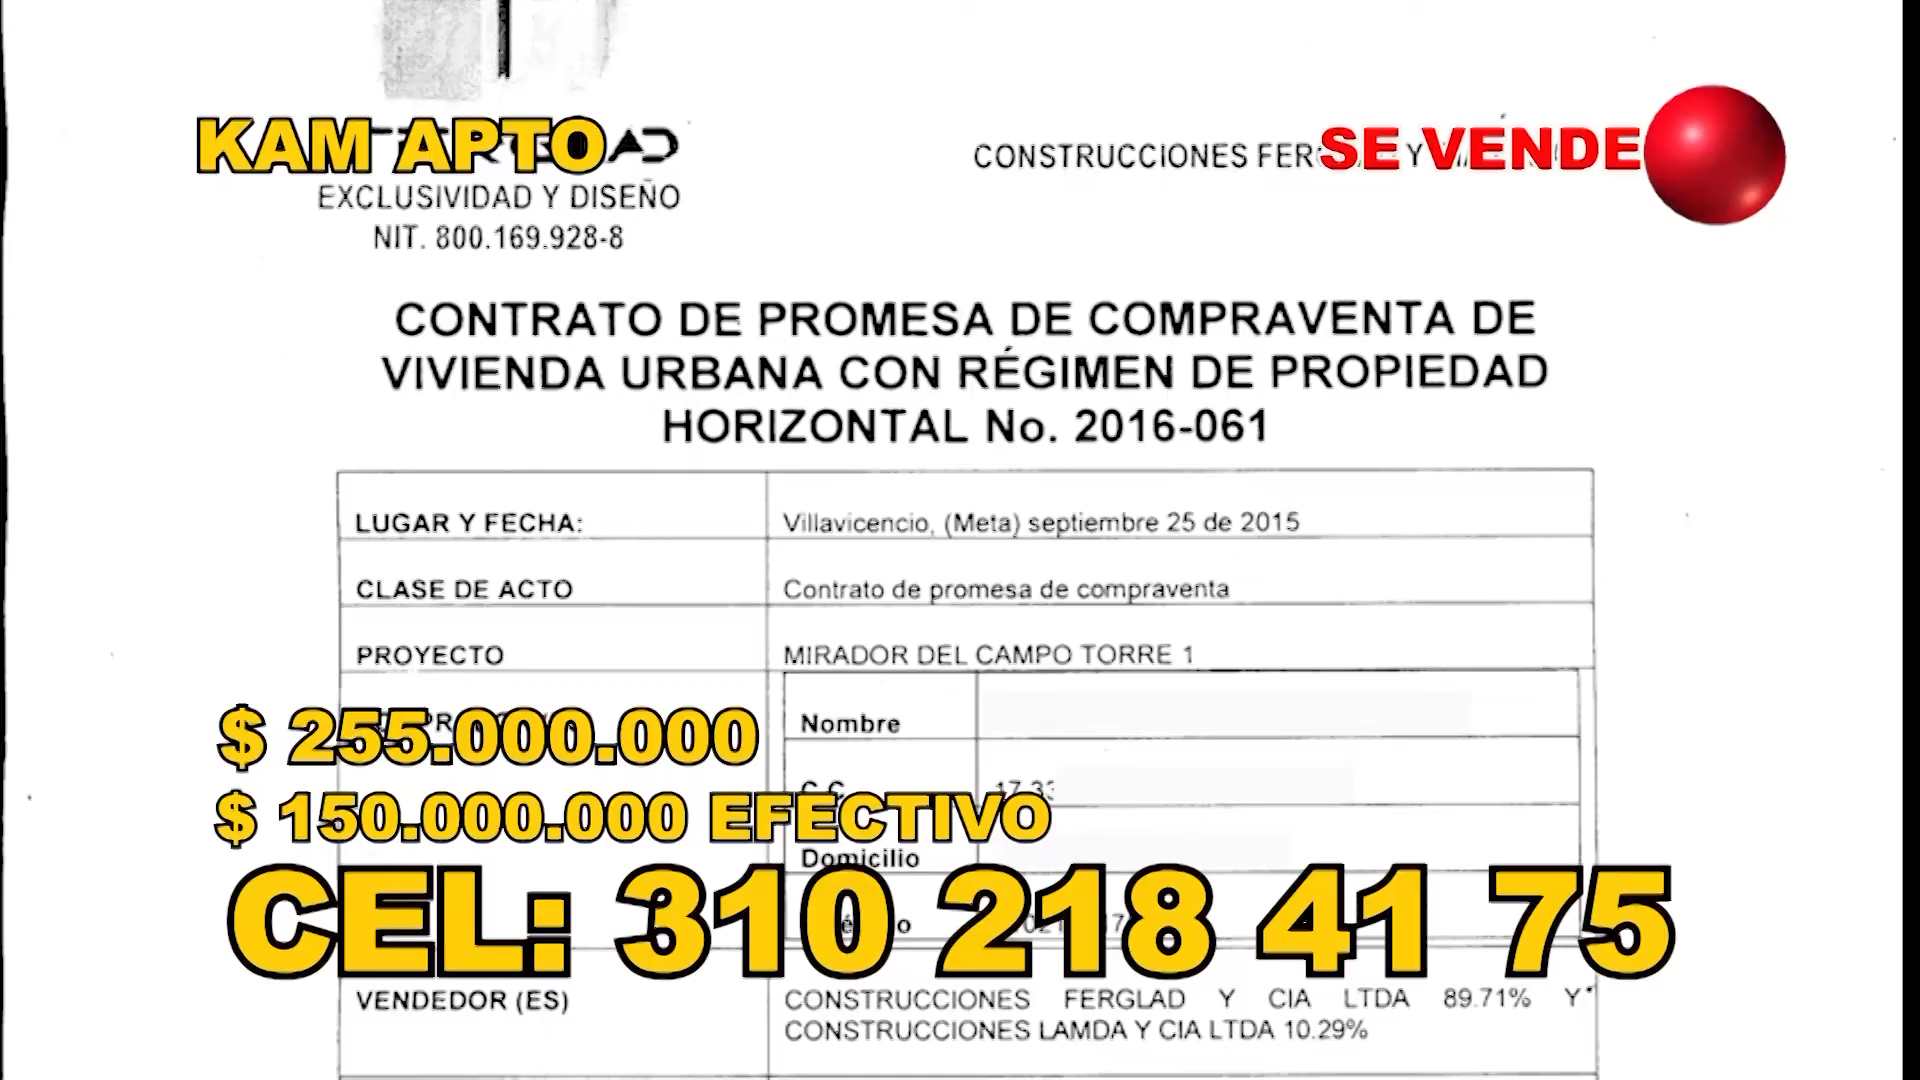 KAM APTO
SE VENDE
CONSTRUCCIONES
EXCLUSIVIDAD Y DISEÑO
NIT. 800.169.928-8
CONTRATO DE PROMESA DE COMPRAVENTA DE
VIVIENDA URBANA CON RÉGIMEN DE PROPIEDAD
HORIZONTAL No. 2016-061
LUGAR Y FECHA: Villavicencio, (Meta) septiembre 25 de 2015
CLASE DE ACTO Contrato de promesa de compraventa
PROYECTO MIRADOR DEL CAMPO TORRE 1
Nombre
$ 255.000.000
$ 150.000.000 EFECTIVO
Domicilio
CEL: 310 218 41 75
VENDEDOR (ES) CONSTRUCCIONES FERGLAD Y CIA LTDA 89.71% Y
CONSTRUCCIONES LAMDA Y CIA LTDA 10.29%